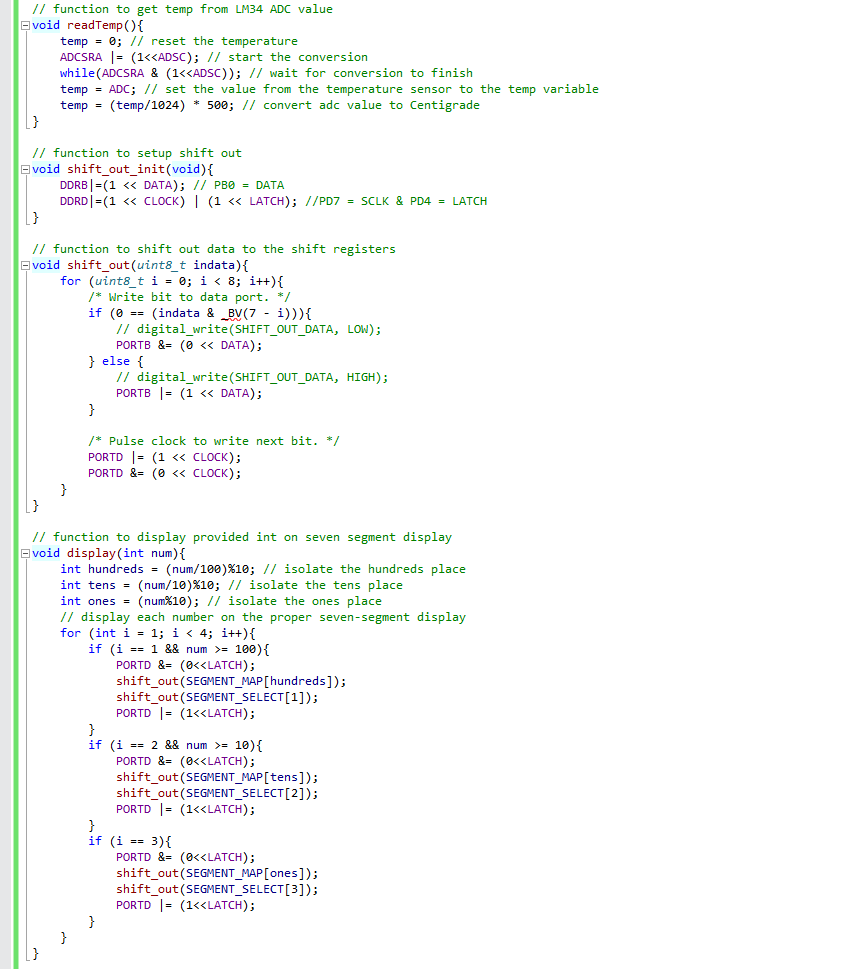 // function to get temp from LM34 ADC value
void readTemp(){
    temp = 0; // reset the temperature
    ADCSRA |= (1<<ADSC); // start the conversion
    while(ADCSRA & (1<<ADSC)); // wait for conversion to finish
    temp = ADC; // set the value from the temperature sensor to the temp variable
    temp = (temp/1024) * 500; // convert adc value to Centigrade
}

// function to setup shift out
void shift_out_init(void){
    DDRB|=(1 << DATA); // PB0 = DATA
    DDRD|=(1 << CLOCK) | (1 << LATCH); //PD7 = SCLK & PD4 = LATCH
}

// function to shift out data to the shift registers
void shift_out(uint8_t indata){
    for (uint8_t i = 0; i < 8; i++){
        /* Write bit to data port. */
        if (0 == (indata & _BV(7 - i))){
            // digital_write(SHIFT_OUT_DATA, LOW);
            PORTB &= (0 << DATA);
        } else {
            // digital_write(SHIFT_OUT_DATA, HIGH);
            PORTB |= (1 << DATA);
        }

        /* Pulse clock to write next bit. */
        PORTD |= (1 << CLOCK);
        PORTD &= (0 << CLOCK);
    }
}

// function to display provided int on seven segment display
void display(int num){
    int hundreds = (num/100)%10; // isolate the hundreds place
    int tens = (num/10)%10; // isolate the tens place
    int ones = (num%10); // isolate the ones place
    // display each number on the proper seven-segment display
    for (int i = 1; i < 4; i++){
        if (i == 1 && num >= 100){
            PORTD &= (0<<LATCH);
            shift_out(SEGMENT_MAP[hundreds]);
            shift_out(SEGMENT_SELECT[1]);
            PORTD |= (1<<LATCH);
        }
        if (i == 2 && num >= 10){
            PORTD &= (0<<LATCH);
            shift_out(SEGMENT_MAP[tens]);
            shift_out(SEGMENT_SELECT[2]);
            PORTD |= (1<<LATCH);
        }
        if (i == 3){
            PORTD &= (0<<LATCH);
            shift_out(SEGMENT_MAP[ones]);
            shift_out(SEGMENT_SELECT[3]);
            PORTD |= (1<<LATCH);
        }
    }
}